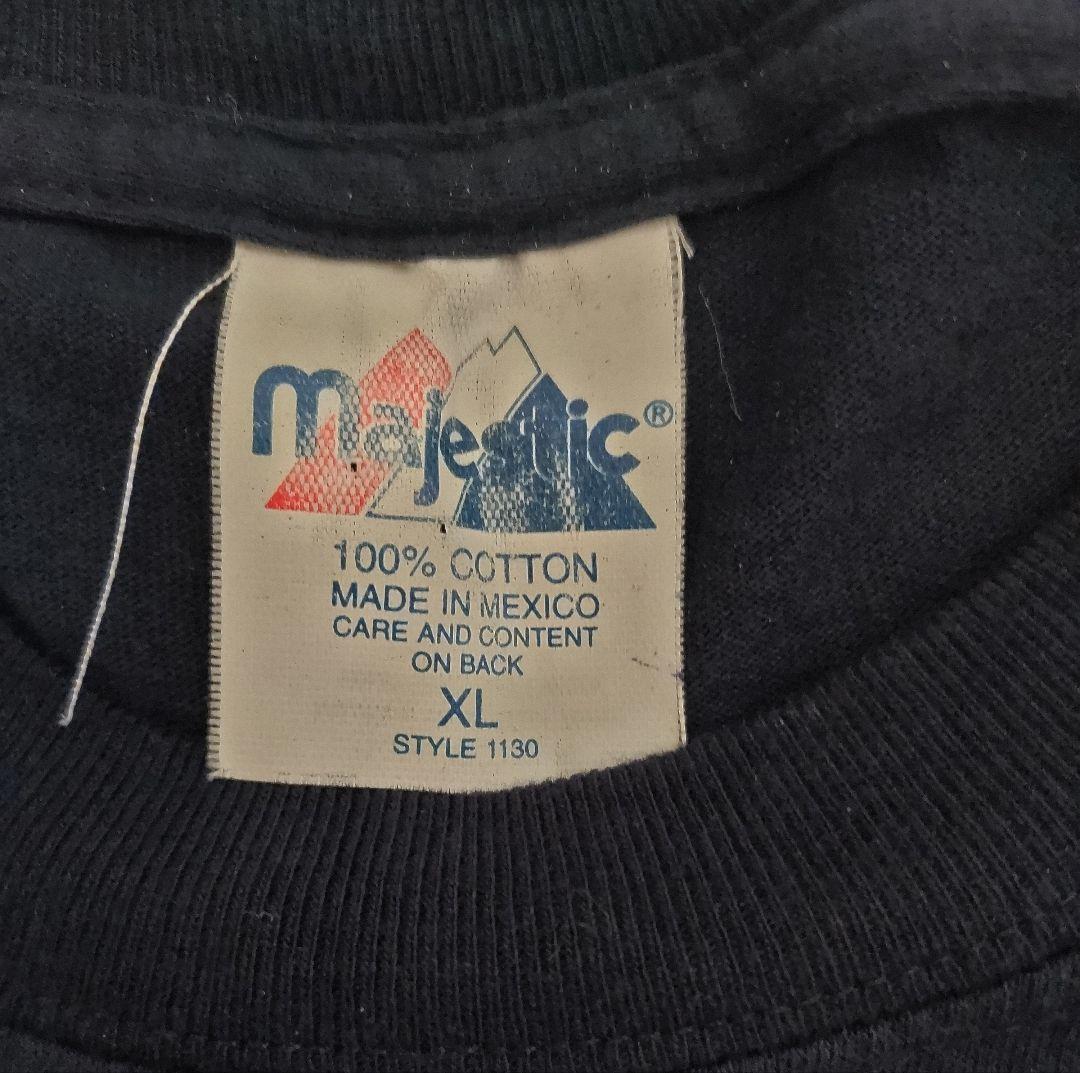 majestic®
100% COTTON
MADE IN MEXICO
CARE AND CONTENT
ON BACK
XL
STYLE 1130